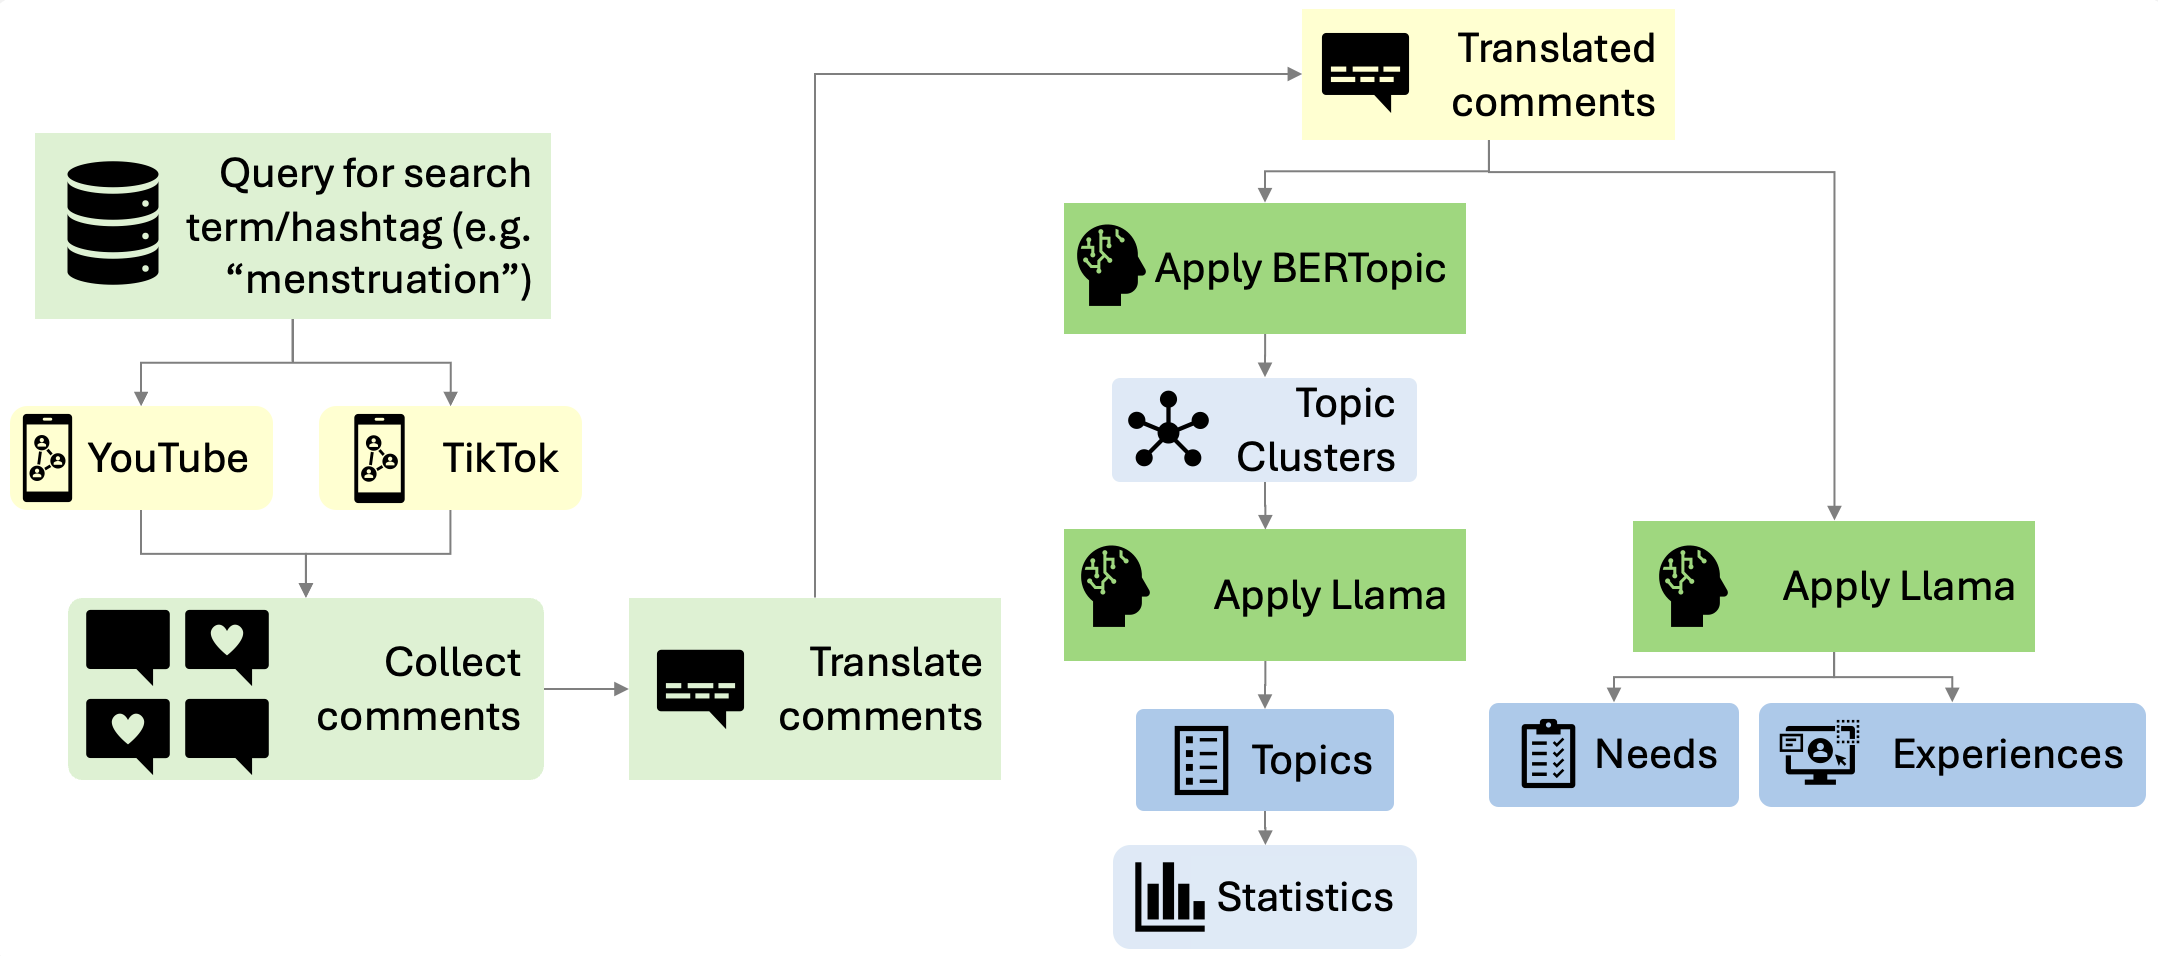 Query for search
term/hashtag (e.g.
“menstruation”)
YouTube
TikTok
Collect
comments
Translate
comments
Translated
comments
Apply BERTopic
Topic
Clusters
Apply Llama
Topics
Statistics
Apply Llama
Needs
Experiences